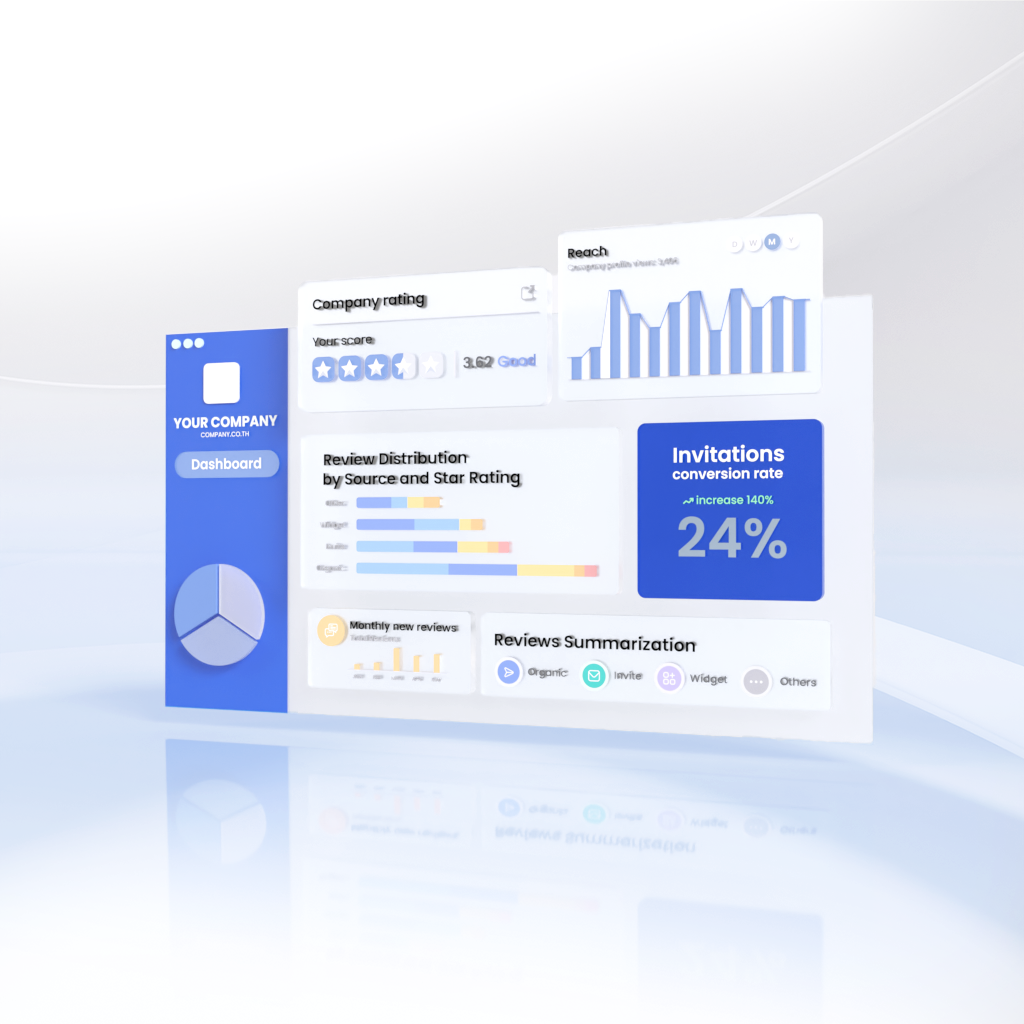 YOUR COMPANY
COMPANY.CO.TH
Dashboard
Company rating
Your score
3.62 Good
Reach
D W M Y
Review Distribution
by Source and Star Rating
Widget
Invitations
conversion rate
increase 140%
24%
Monthly new reviews
Reviews Summarization
Organic
Invite
Widget
Others